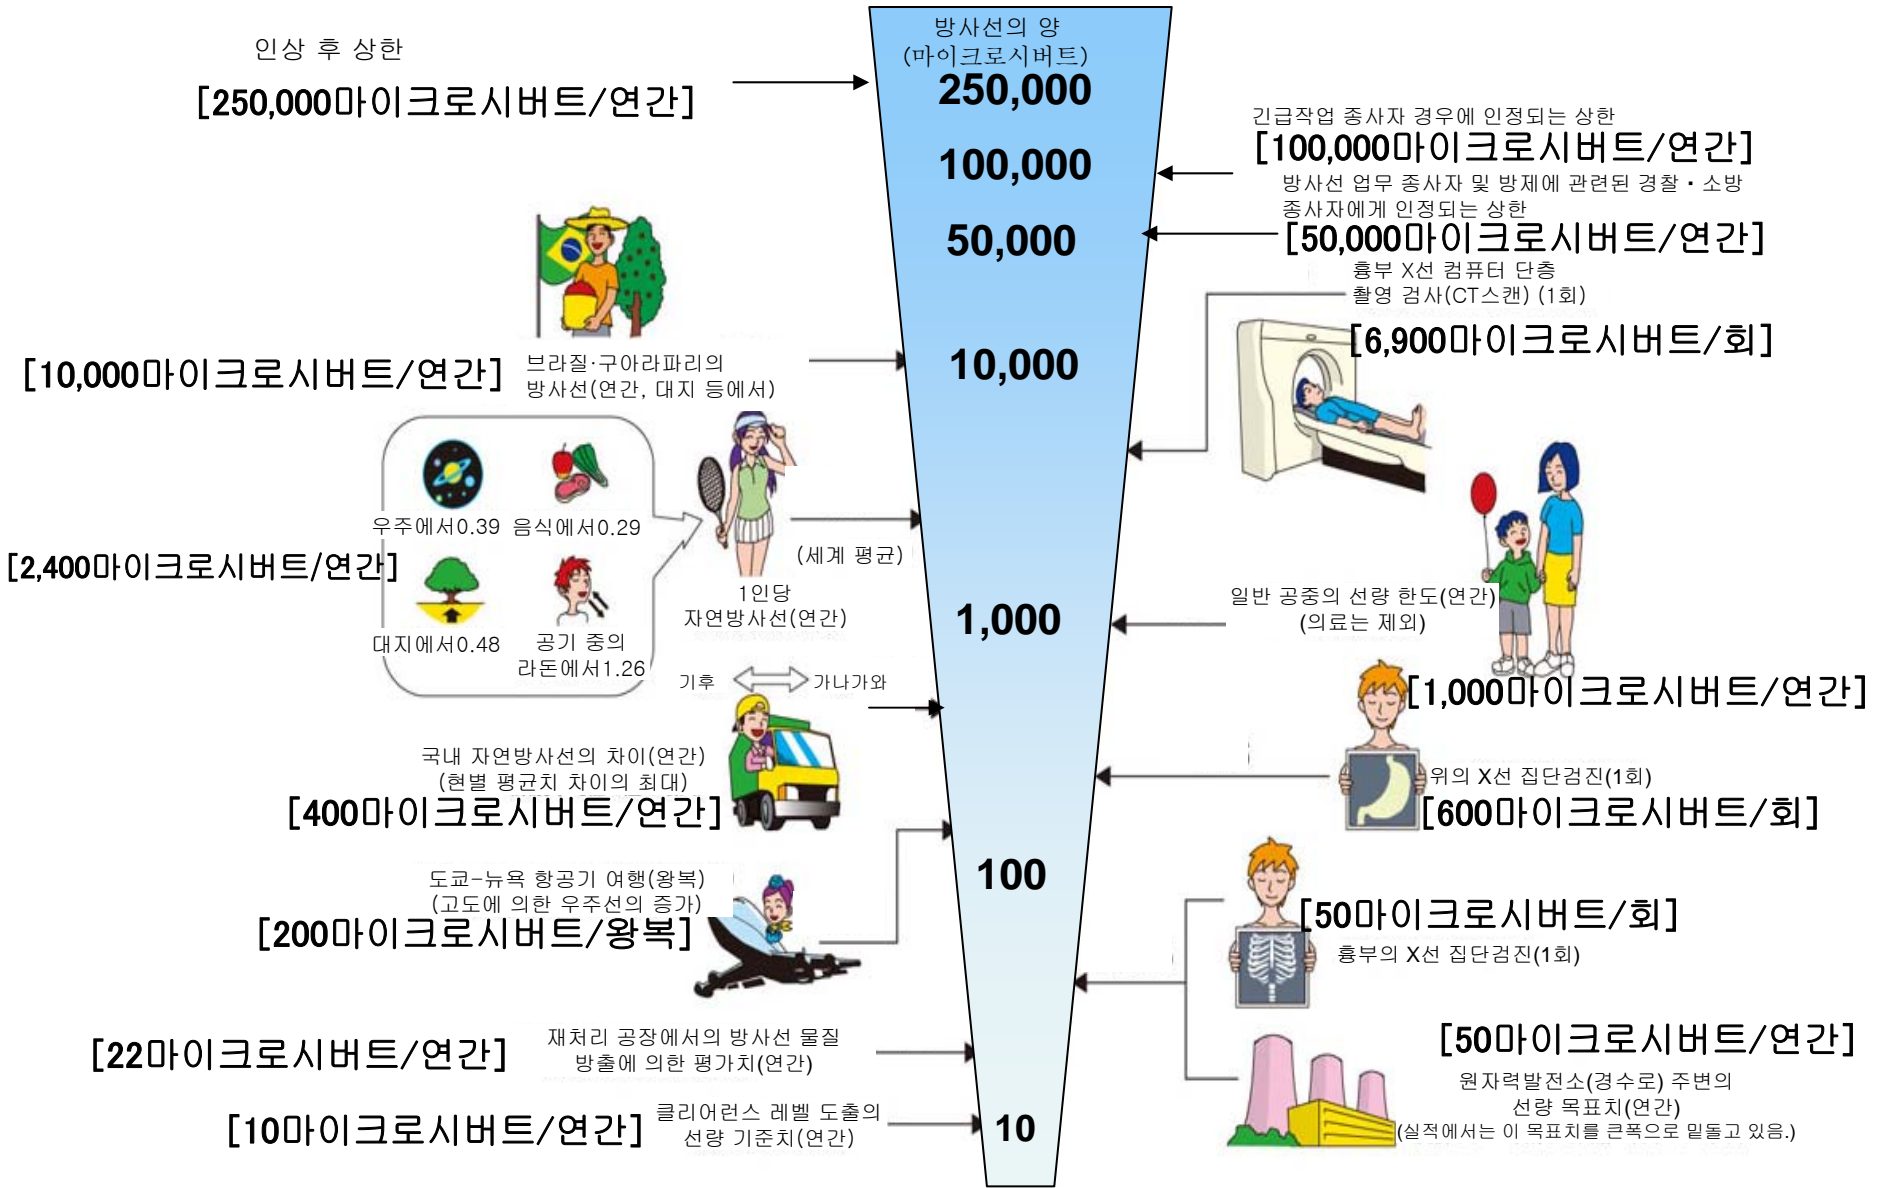 방사선의 양
(마이크로시버트)
250,000
100,000
50,000
10,000
1,000
100
10
인상 후 상한
[250,000마이크로시버트/연간]
[10,000마이크로시버트/연간]
브라질·구아라파리의
방사선(연간, 대지 등에서)
우주에서0.39
음식에서0.29
대지에서0.48
공기 중의
라돈에서1.26
[2,400마이크로시버트/연간]
(세계 평균)
1인당
자연방사선(연간)
기후
가나가와
국내 자연방사선의 차이(연간)
(현별 평균치 차이의 최대)
[400마이크로시버트/연간]
도쿄-뉴욕 항공기 여행(왕복)
(고도에 의한 우주선의 증가)
[200마이크로시버트/왕복]
[22마이크로시버트/연간]
재처리 공장에서의 방사선 물질
방출에 의한 평가치(연간)
[10마이크로시버트/연간]
클리어런스 레벨 도출의
선량 기준치(연간)
긴급작업 종사자 경우에 인정되는 상한
[100,000마이크로시버트/연간]
방사선 업무 종사자 및 방제에 관련된 경찰・소방
종사자에게 인정되는 상한
[50,000마이크로시버트/연간]
흉부 X선 컴퓨터 단층
촬영 검사(CT스캔) (1회)
[6,900마이크로시버트/회]
일반 공중의 선량 한도(연간)
(의료는 제외)
[1,000마이크로시버트/연간]
위의 X선 집단검진(1회)
[600마이크로시버트/회]
[50마이크로시버트/회]
흉부의 X선 집단검진(1회)
[50마이크로시버트/연간]
원자력발전소(경수로) 주변의
선량 목표치(연간)
(실적에서는 이 목표치를 큰폭으로 밑돌고 있음.)